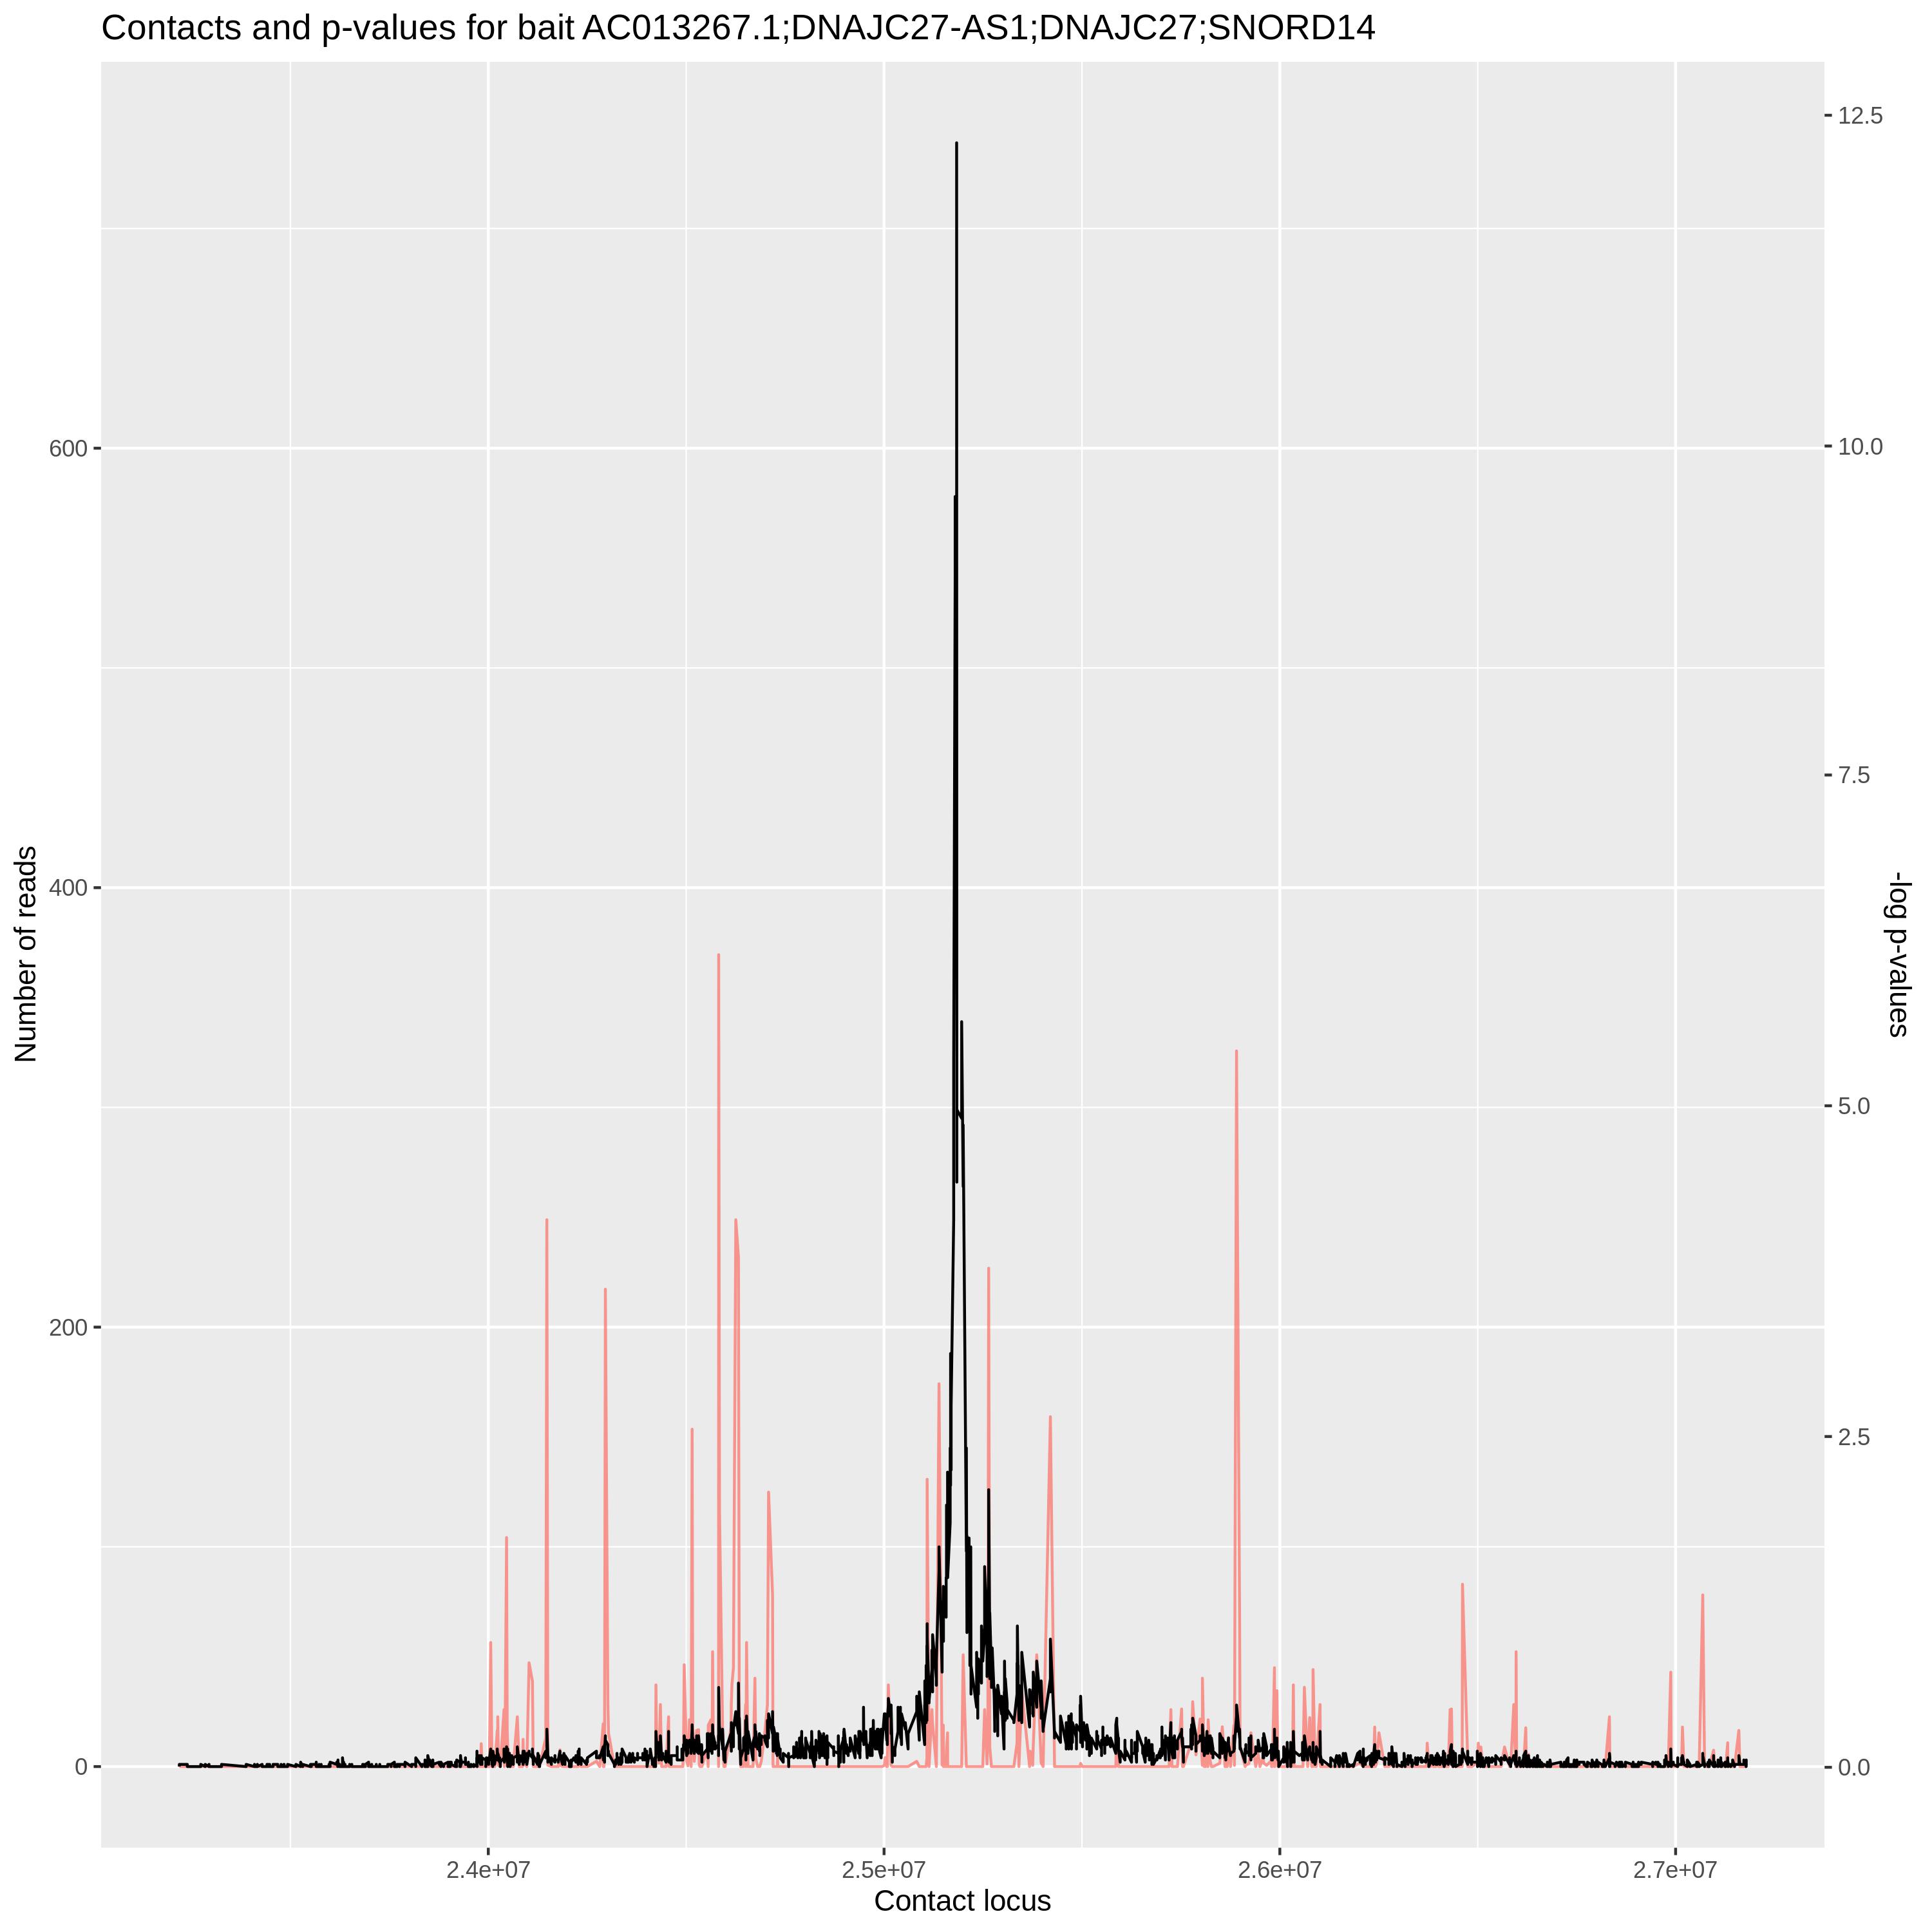 Contacts and p-values for bait AC013267.1;DNAJC27-AS1;DNAJC27;SNORD14
Number of reads
600
400
200
0
12.5
10.0
7.5
5.0
2.5
0.0
-log p-values
2.4e+07
2.5e+07
2.6e+07
2.7e+07
Contact locus